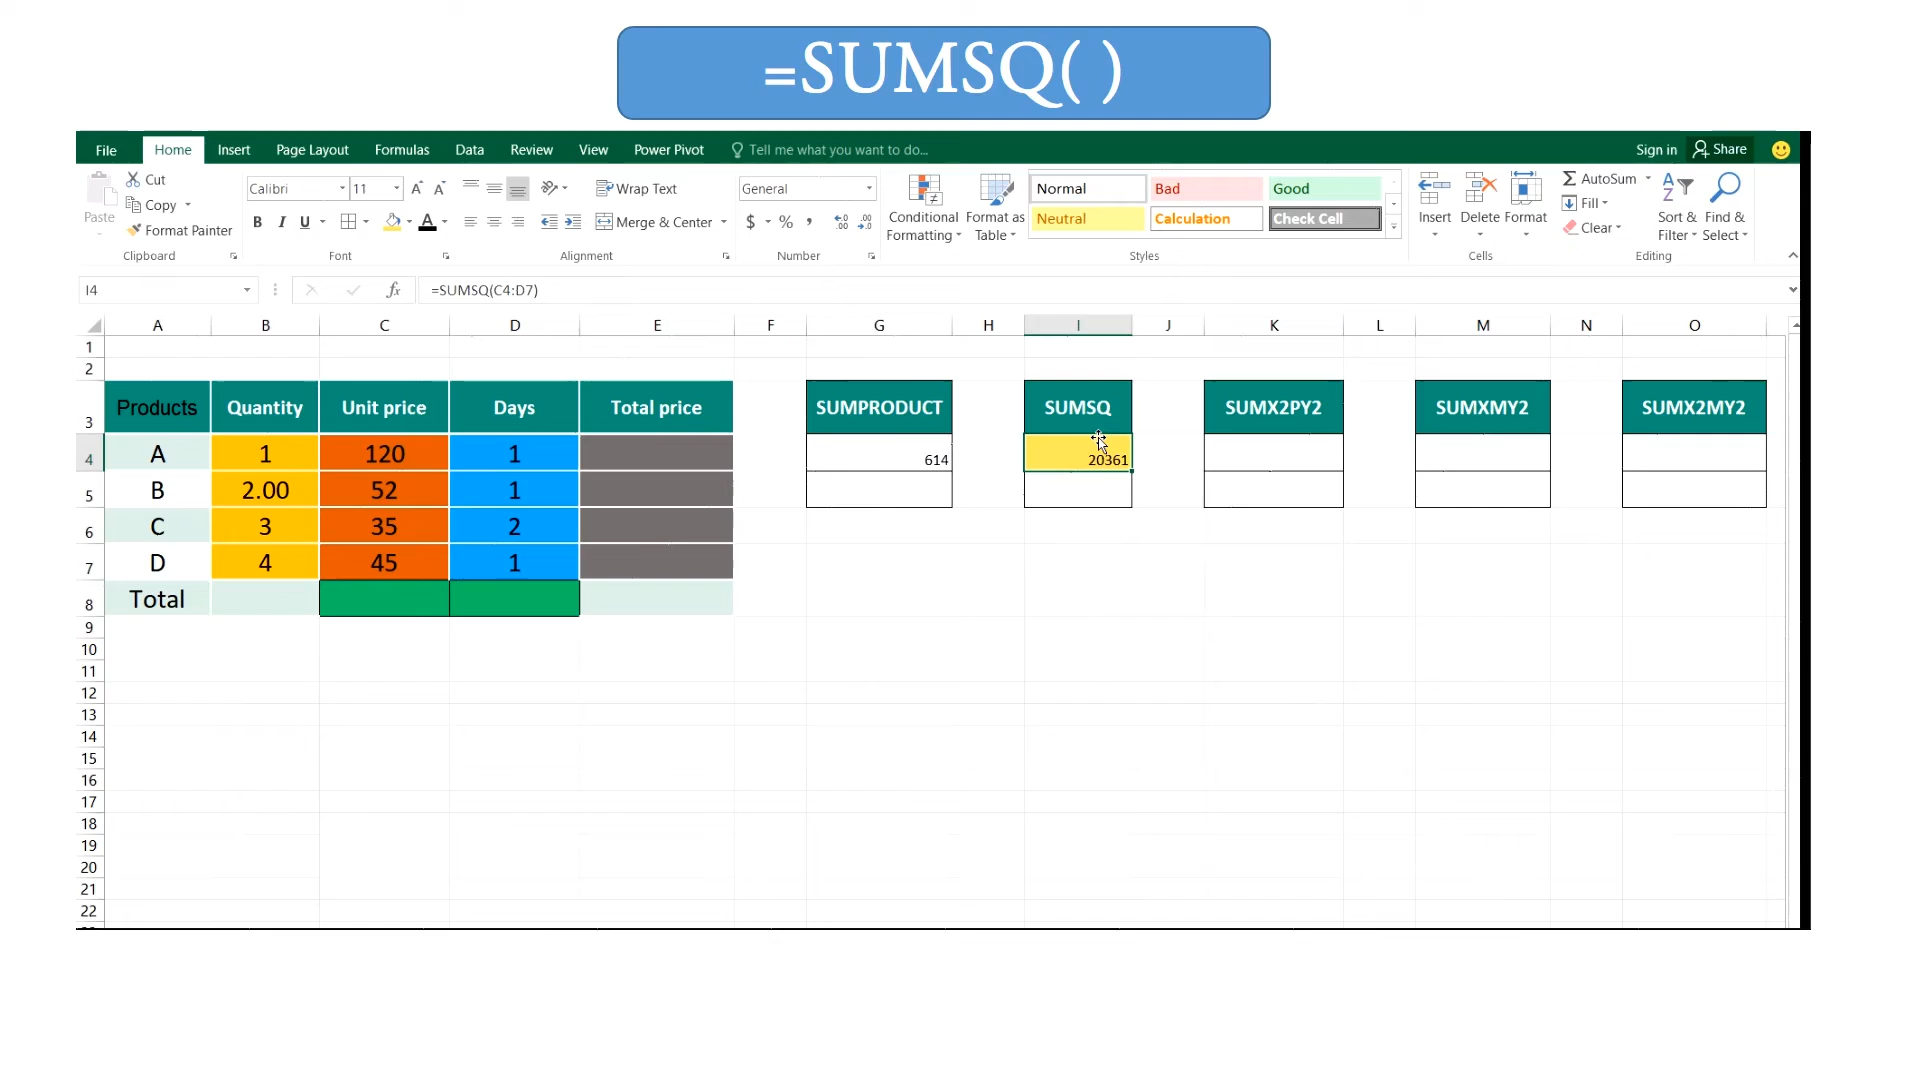 =SUMSQ( )
File Home Insert Page Layout Formulas Data Review View Power Pivot Tell me what you want to do... Sign in Share
Paste
Cut
Copy
Format Painter
Clipboard
Calibri 11 A A
B I U A
Font
Wrap Text
Merge & Center
Alignment
General
$ % , .0 .00 .00 .0
Number
Conditional Formatting
Format as Table
Normal Bad Good
Neutral Calculation Check Cell
Styles
Insert Delete Format
Cells
AutoSum
Fill
Clear
Sort & Filter
Find & Select
Editing
I4 fx =SUMSQ(C4:D7)
A B C D E F G H I J K L M N O
1
2
3 Products Quantity Unit price Days Total price SUMPRODUCT SUMSQ SUMX2PY2 SUMXMY2 SUMX2MY2
4 A 1 120 1 614 20361
5 B 2.00 52 1
6 C 3 35 2
7 D 4 45 1
8 Total
9
10
11
12
13
14
15
16
17
18
19
20
21
22